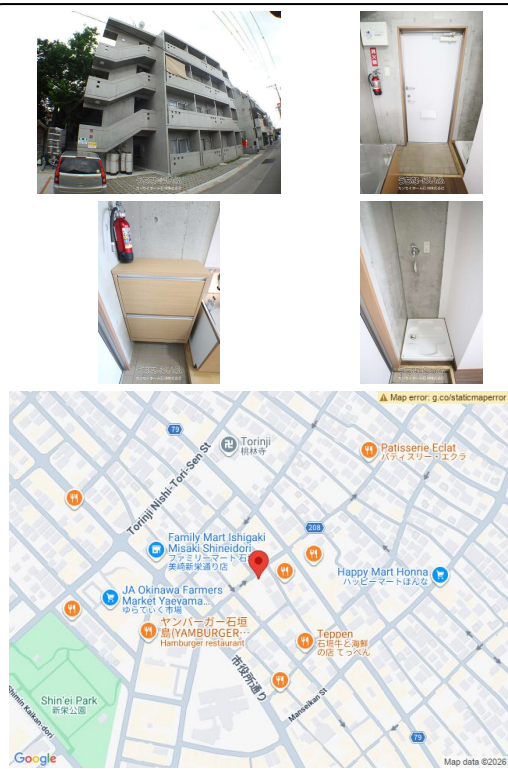 消火器
Map error: g.co/staticmaperror
79
Torinji
桃林寺
Patisserie Eclat
パティスリー・エクラ
Torinji Nishi-Tori-Sen St
208
Family Mart Ishigaki
Misaki Shineidori
ファミリーマート 石
美崎新栄通り店
Happy Mart Honna
ハッピーマートほんな
JA Okinawa Farmers
Market Yaeyama...
ゆらてぃく市場
ヤンバーガー石垣
島(YAMBURGER...
Hamburger restaurant
Teppen
石垣牛と海鮮
の店 てっぺん
市役所通り
Manseikan St
Shin'ei Park
新栄公園
Shimin Kaikan-dori
79
Google
Map data ©2026